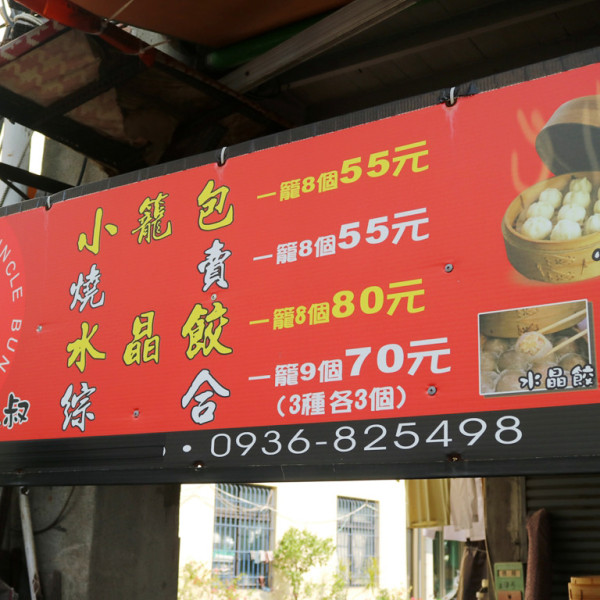 小籠包 一籠8個55元
燒賣 一籠8個55元
水晶餃 一籠8個80元
綜合 一籠9個70元
(3種各3個)
NCLE BUN
叔
水晶餃
• 0936-825498